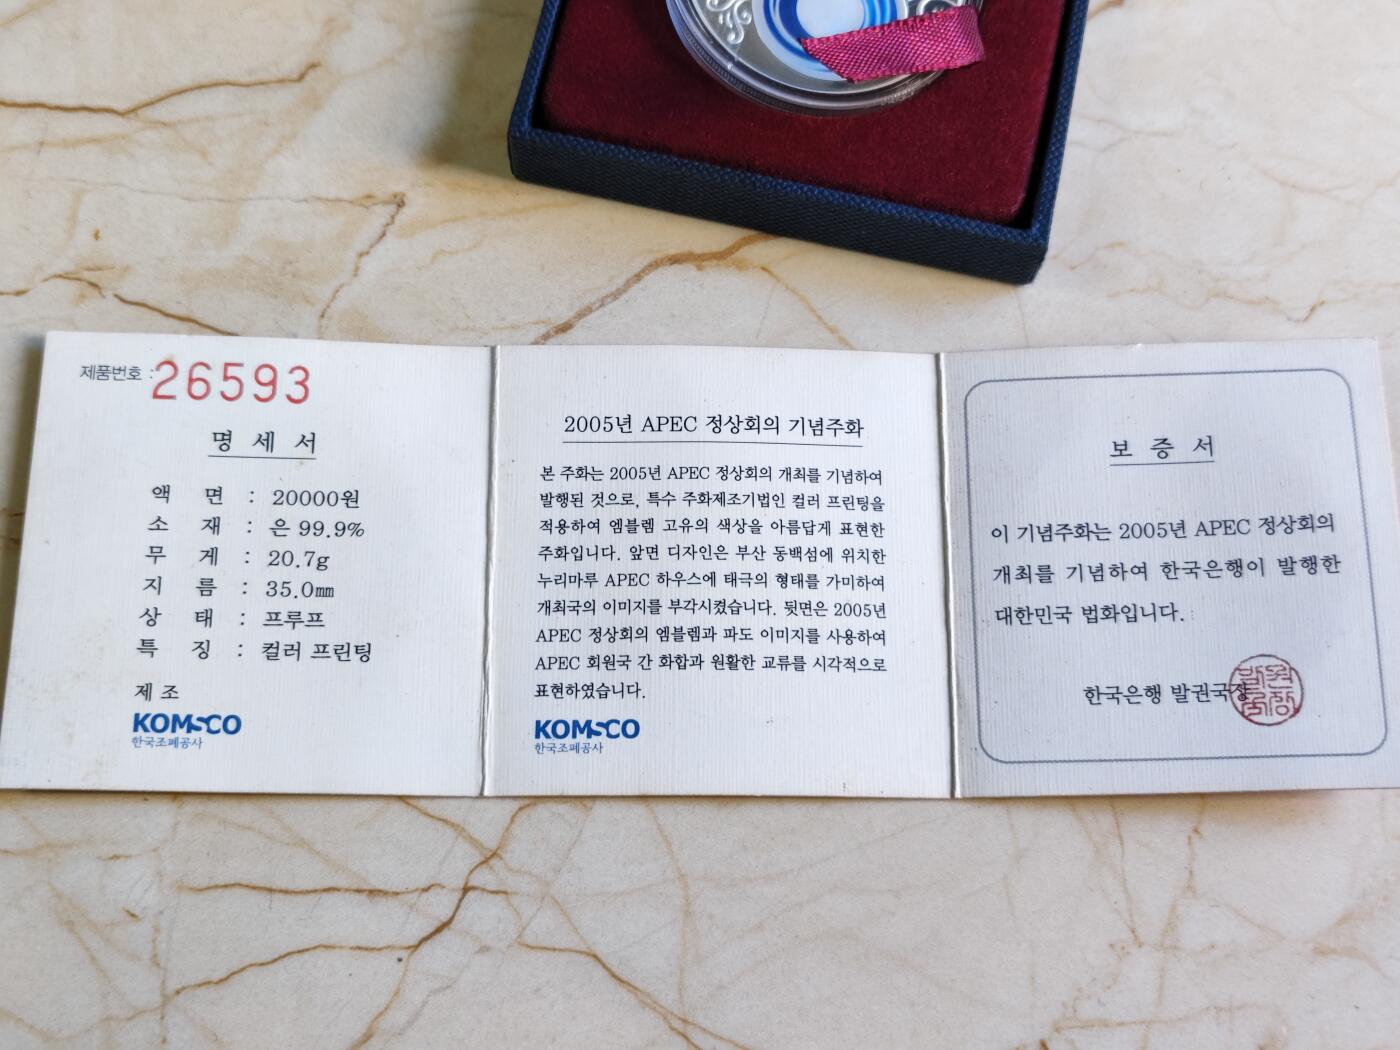 제품번호 : 26593
명 세 서
액 면 : 20000원
소 재 : 은 99.9%
무 게 : 20.7g
지 름 : 35.0㎜
상 태 : 프루프
특 징 : 컬러 프린팅
제 조
KOMSCO
한국조폐공사
2005년 APEC 정상회의 기념주화
본 주화는 2005년 APEC 정상회의 개최를 기념하여
발행된 것으로, 특수 주화제조기법인 컬러 프린팅을
적용하여 엠블렘 고유의 색상을 아름답게 표현한
주화입니다. 앞면 디자인은 부산 동백섬에 위치한
누리마루 APEC 하우스에 태극의 형태를 가미하여
개최국의 이미지를 부각시켰습니다. 뒷면은 2005년
APEC 정상회의 엠블렘과 파도 이미지를 사용하여
APEC 회원국 간 화합과 원활한 교류를 시각적으로
표현하였습니다.
KOMSCO
한국조폐공사
보 증 서
이 기념주화는 2005년 APEC 정상회의
개최를 기념하여 한국은행이 발행한
대한민국 법화입니다.
한국은행 발권국장